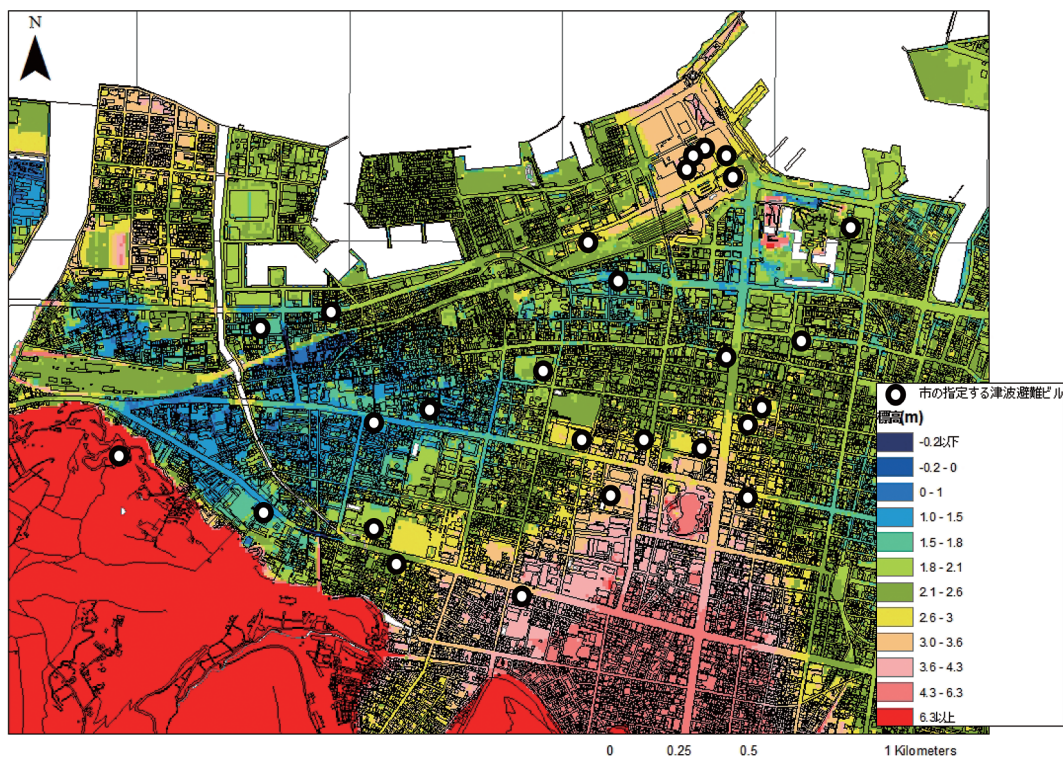 N
市の指定する津波避難ビル
標高(m)
-0.2以下
-0.2 - 0
0 - 1
1.0 - 1.5
1.5 - 1.8
1.8 - 2.1
2.1 - 2.6
2.6 - 3
3.0 - 3.6
3.6 - 4.3
4.3 - 6.3
6.3以上
0 0.25 0.5 1 Kilometers